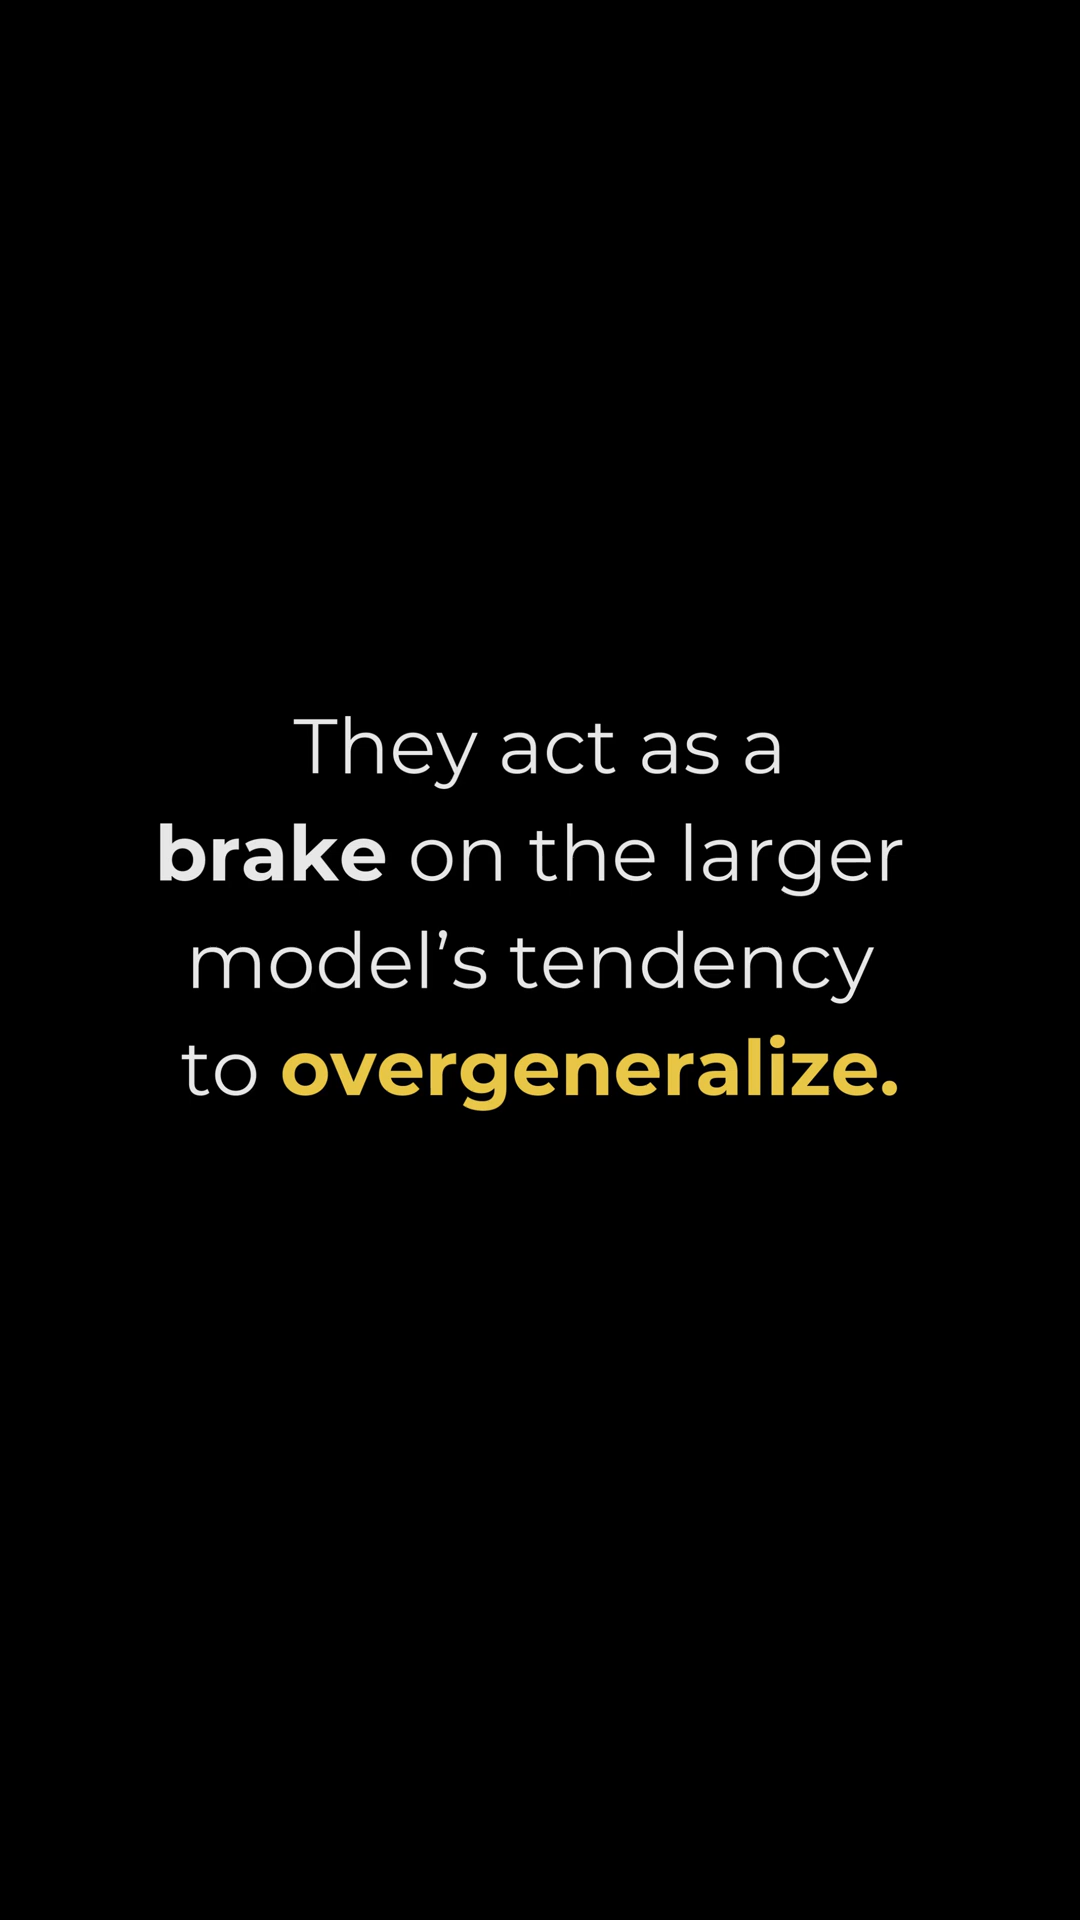 They act as a
brake on the larger
model’s tendency
to overgeneralize.